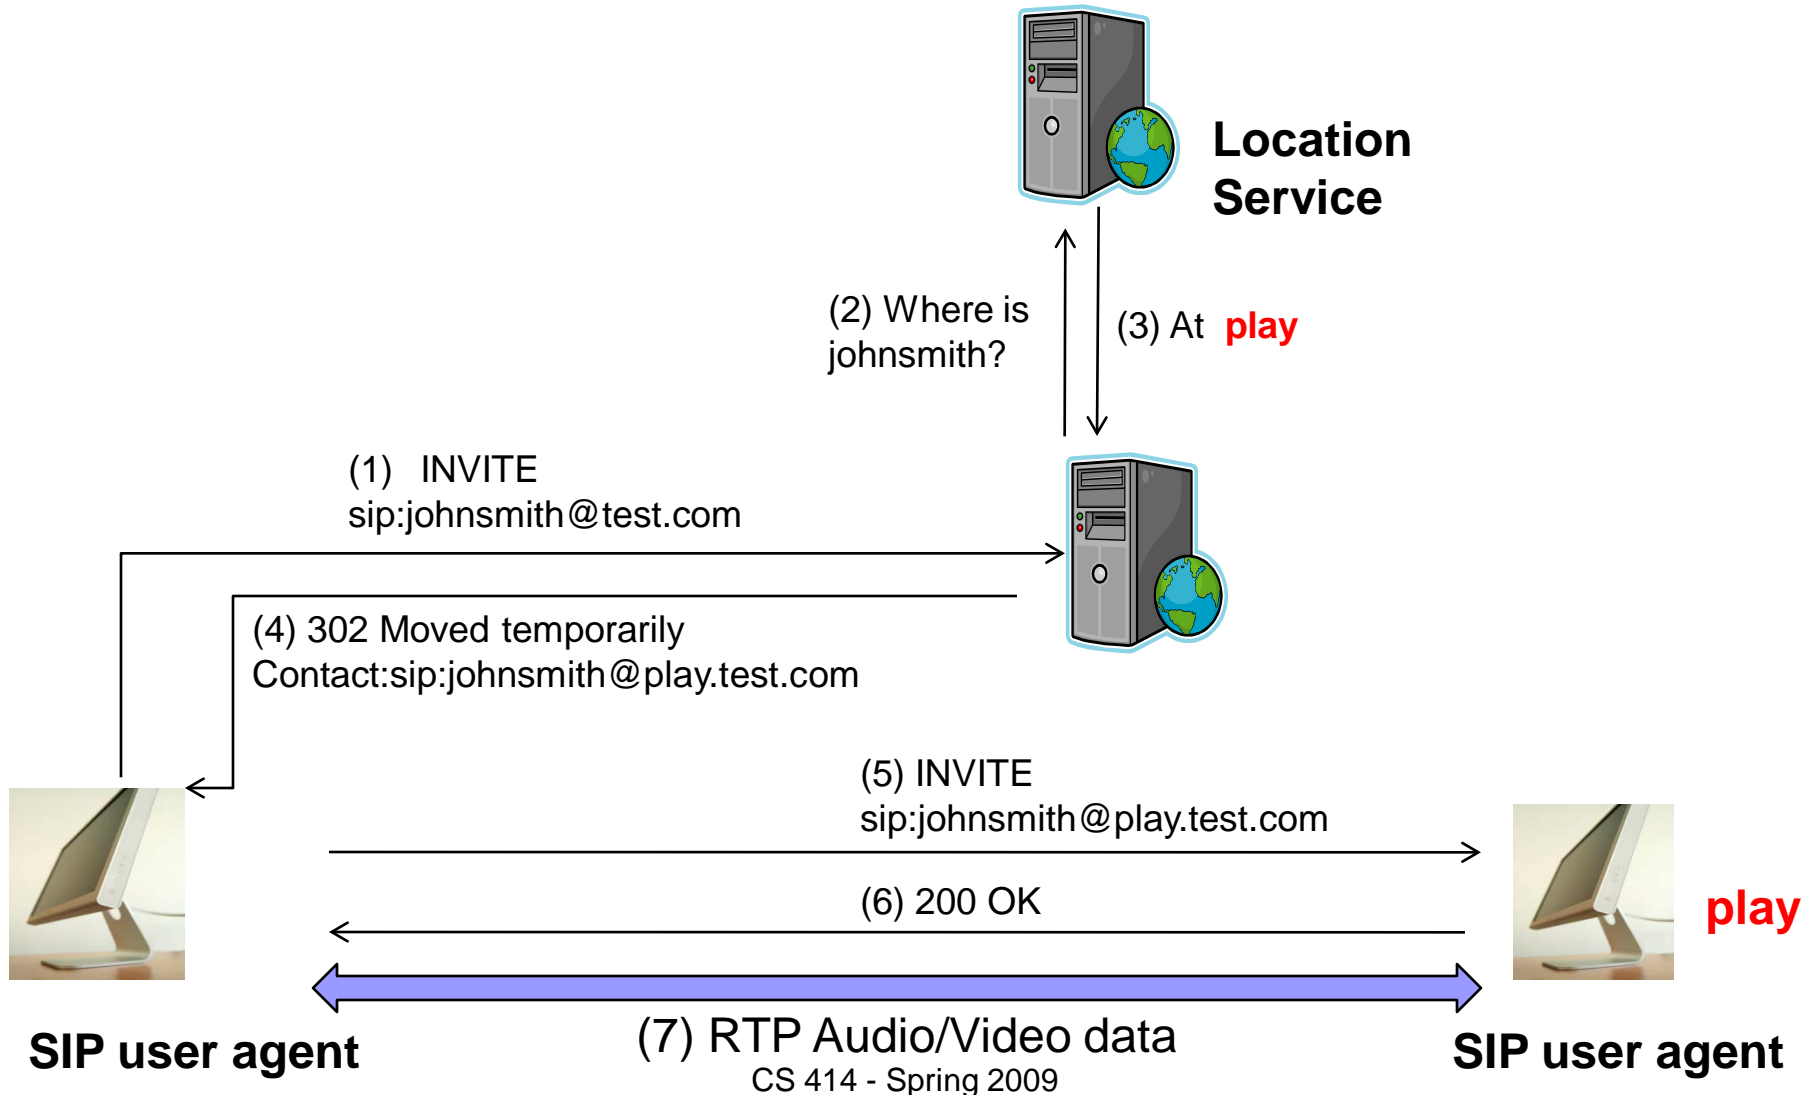 Location
Service
(2) Where is
johnsmith?
(3) At play
(1) INVITE
sip:johnsmith@test.com
(4) 302 Moved temporarily
Contact:sip:johnsmith@play.test.com
(5) INVITE
sip:johnsmith@play.test.com
(6) 200 OK
play
(7) RTP Audio/Video data
SIP user agent
SIP user agent
CS 414 - Spring 2009